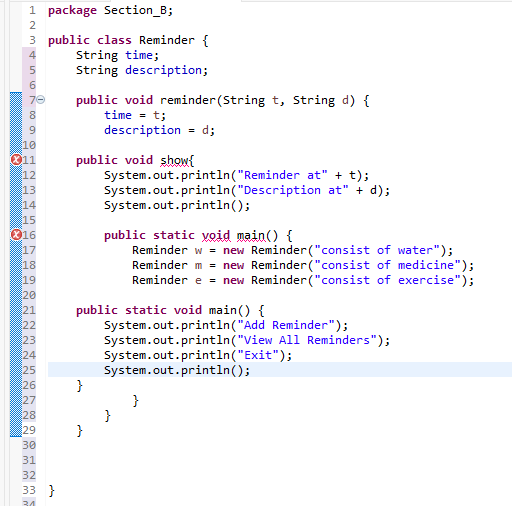 1 package Section_B;
2
3 public class Reminder {
4     String time;
5     String description;
6
7     public void reminder(String t, String d) {
8         time = t;
9         description = d;
10
11     public void show{
12         System.out.println("Reminder at" + t);
13         System.out.println("Description at" + d);
14         System.out.println();
15
16         public static void main() {
17             Reminder w = new Reminder("consist of water");
18             Reminder m = new Reminder("consist of medicine");
19             Reminder e = new Reminder("consist of exercise");
20
21     public static void main() {
22         System.out.println("Add Reminder");
23         System.out.println("View All Reminders");
24         System.out.println("Exit");
25         System.out.println();
26     }
27             }
28         }
29     }
30
31
32
33 }
34